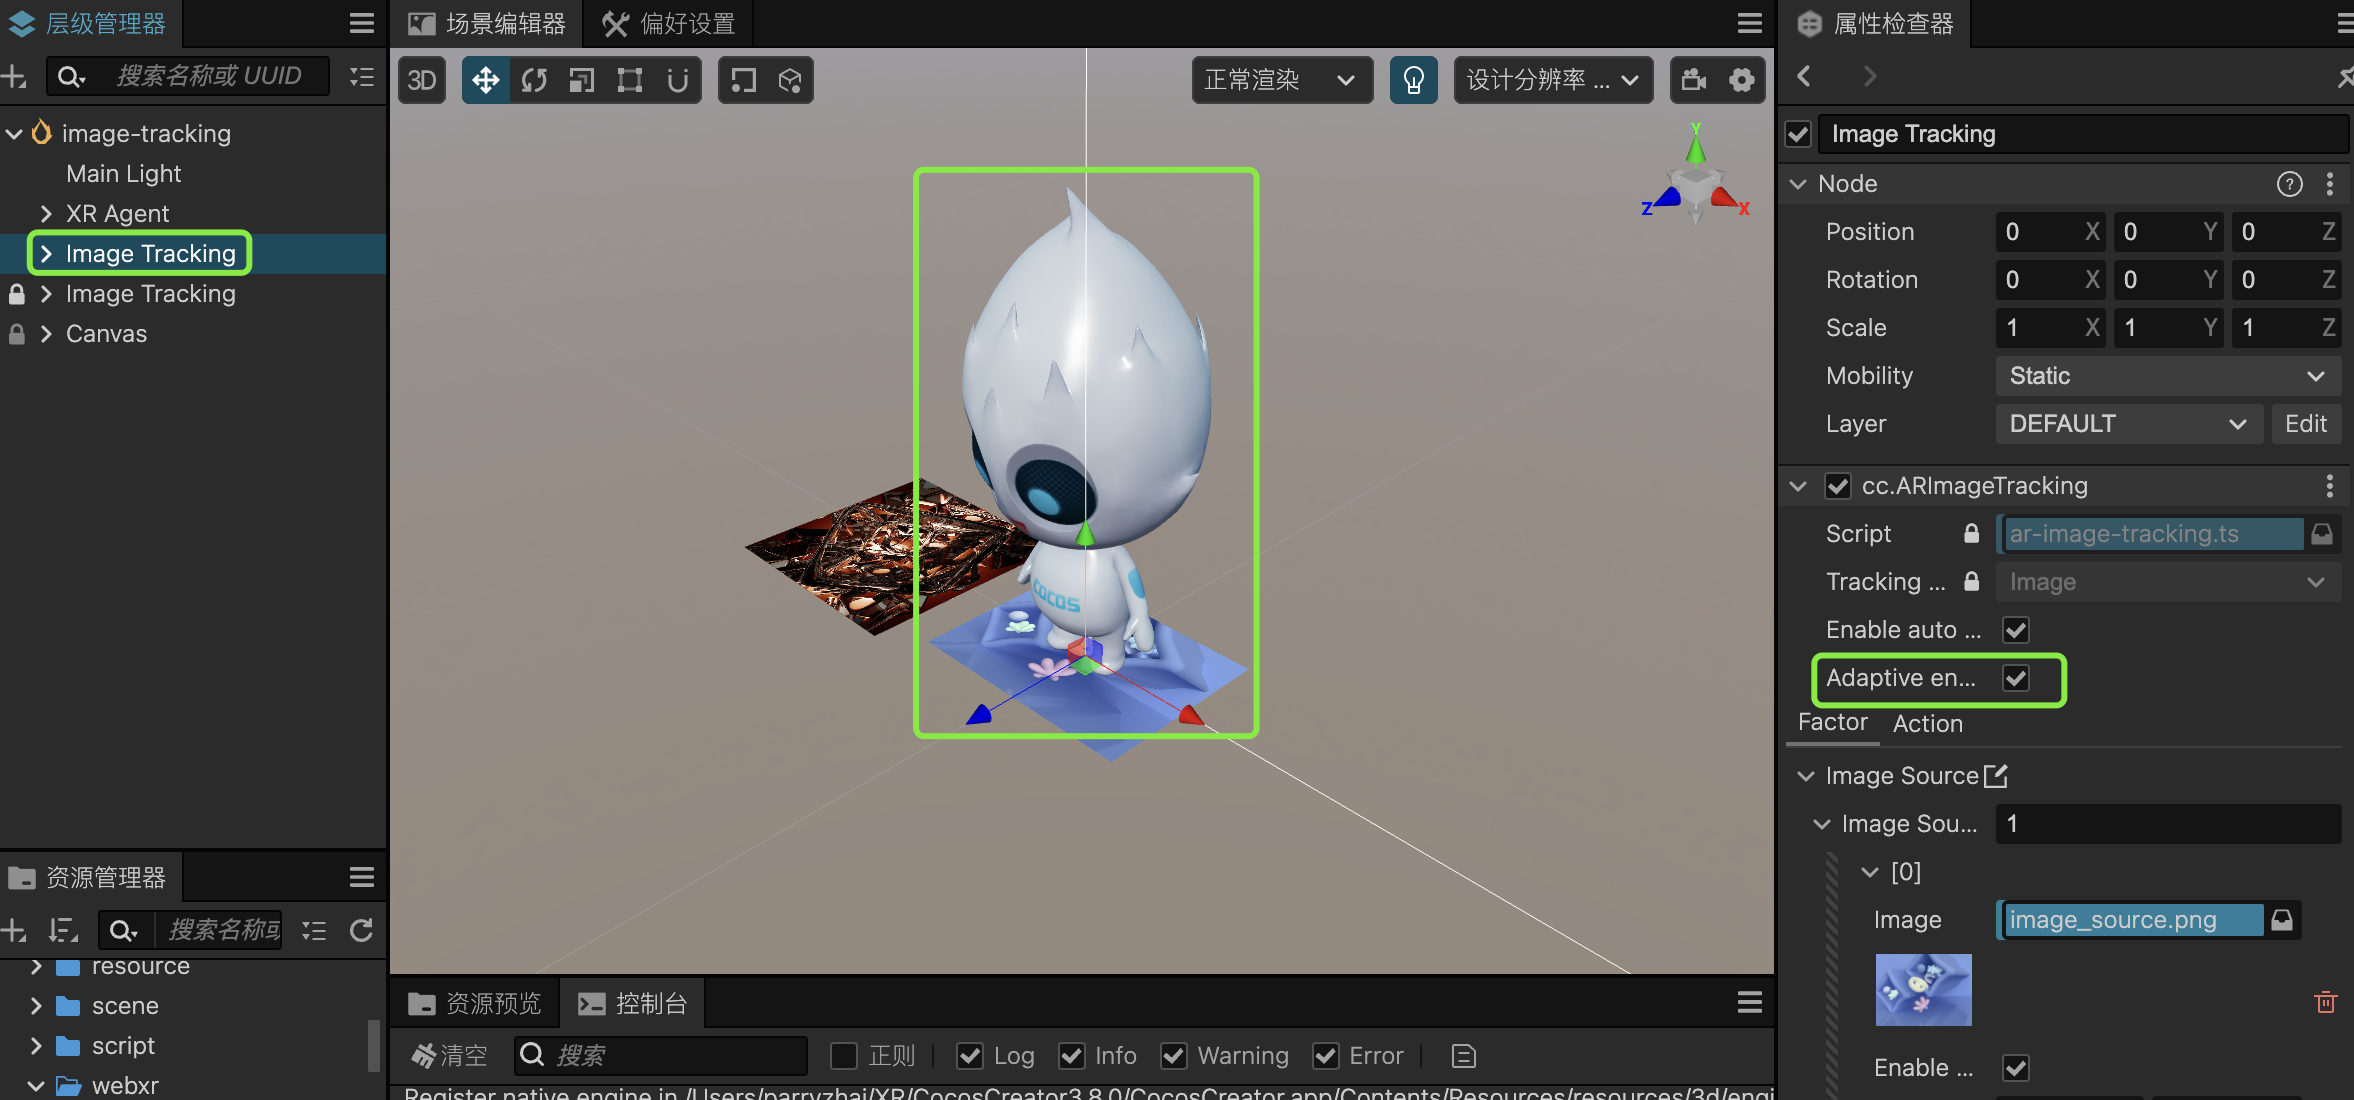 层级管理器
搜索名称或 UUID
image-tracking
Main Light
XR Agent
Image Tracking
Image Tracking
Canvas
资源管理器
搜索名称或
resource
scene
script
webxr
场景编辑器
偏好设置
3D
正常渲染
设计分辨率 ...
Y
Z
X
COCOS
资源预览
控制台
清空
搜索
正则
Log
Info
Warning
Error
Register native engine in /Users/parryzhai/XR/CocosCreator3.8.0/CocosCreator.app/Contents/Resources/resources/3d/engi
属性检查器
Image Tracking
Node
Position 0 X 0 Y 0 Z
Rotation 0 X 0 Y 0 Z
Scale 1 X 1 Y 1 Z
Mobility Static
Layer DEFAULT Edit
cc.ARImageTracking
Script ar-image-tracking.ts
Tracking ... Image
Enable auto ...
Adaptive en...
Factor Action
Image Source
Image Sou... 1
[0]
Image image_source.png
Enable ...